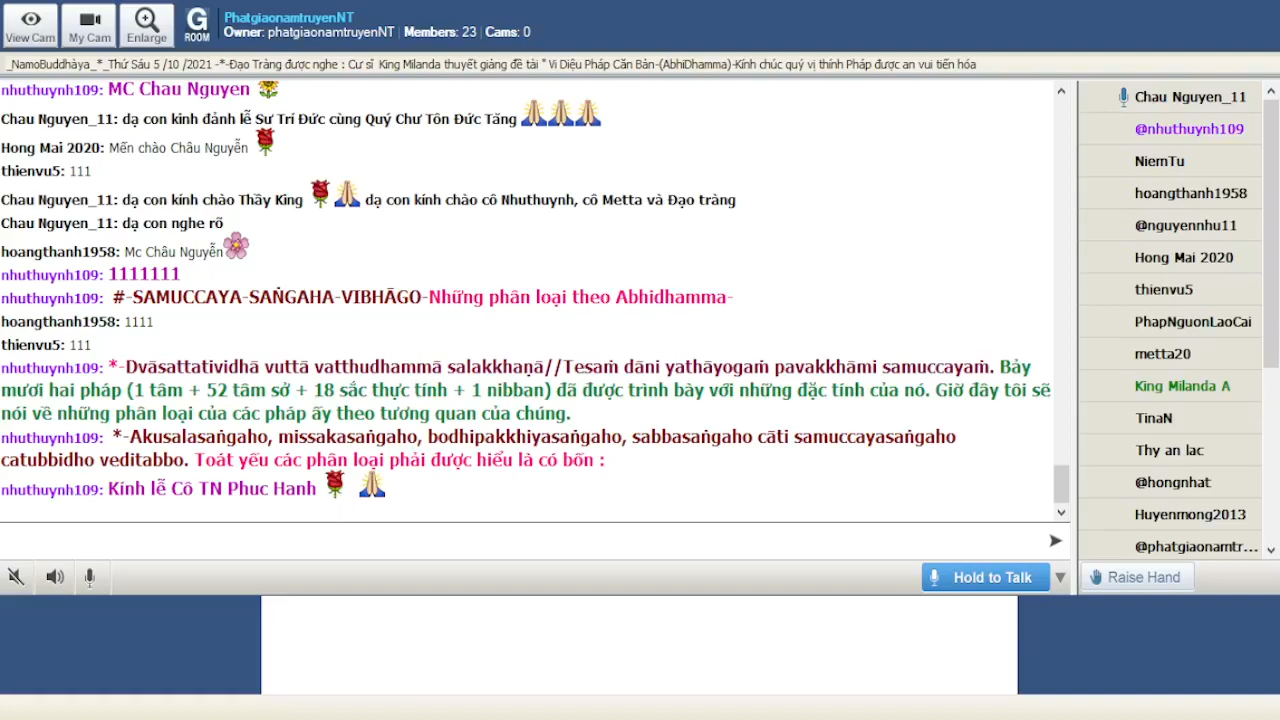 View Cam
My Cam
Enlarge
G
ROOM
PhatgiaonamtruyenNT
Owner: phatgiaonamtruyenNT | Members: 23 | Cams: 0
_NamoBuddhàya_*_Thứ Sáu 5 /10 /2021 -*-Đạo Tràng được nghe : Cư sĩ King Milanda thuyết giảng đề tài " Vi Diệu Pháp Căn Bản-(AbhiDhamma)-Kính chúc quý vị thính Pháp được an vui tiến hóa
nhuthuynh109: MC Chau Nguyen
Chau Nguyen_11: dạ con kinh đảnh lễ Sư Trí Đức cùng Quý Chư Tôn Đức Tăng
Hong Mai 2020: Mến chào Châu Nguyễn
thienvu5: 111
Chau Nguyen_11: dạ con kính chào Thầy King dạ con kính chào cô Nhuthuynh, cô Metta và Đạo tràng
Chau Nguyen_11: dạ con nghe rõ
hoangthanh1958: Mc Châu Nguyễn
nhuthuynh109: 1111111
nhuthuynh109: #-SAMUCCAYA-SAṄGAHA-VIBHĀGO-Những phân loại theo Abhidhamma-
hoangthanh1958: 1111
thienvu5: 111
nhuthuynh109: *-Dvāsattatividhā vuttā vatthudhammā salakkhaṇā//Tesaṁ dāni yathāyogaṁ pavakkhāmi samuccayaṁ. Bảy
mươi hai pháp (1 tâm + 52 tâm sở + 18 sắc thực tính + 1 nibban) đã được trình bày với những đặc tính của nó. Giờ đây tôi sẽ
nói về những phân loại của các pháp ấy theo tương quan của chúng.
nhuthuynh109: *-Akusalasaṅgaho, missakasaṅgaho, bodhipakkhiyasaṅgaho, sabbasaṅgaho cāti samuccayasaṅgaho
catubbidho veditabbo. Toát yếu các phân loại phải được hiểu là có bốn :
nhuthuynh109: Kính lễ Cô TN Phuc Hanh
Hold to Talk
Chau Nguyen_11
@nhuthuynh109
NiemTu
hoangthanh1958
@nguyennhu11
Hong Mai 2020
thienvu5
PhapNguonLaoCai
metta20
King Milanda A
TinaN
Thy an lac
@hongnhat
Huyenmong2013
@phatgiaonamtr...
Raise Hand